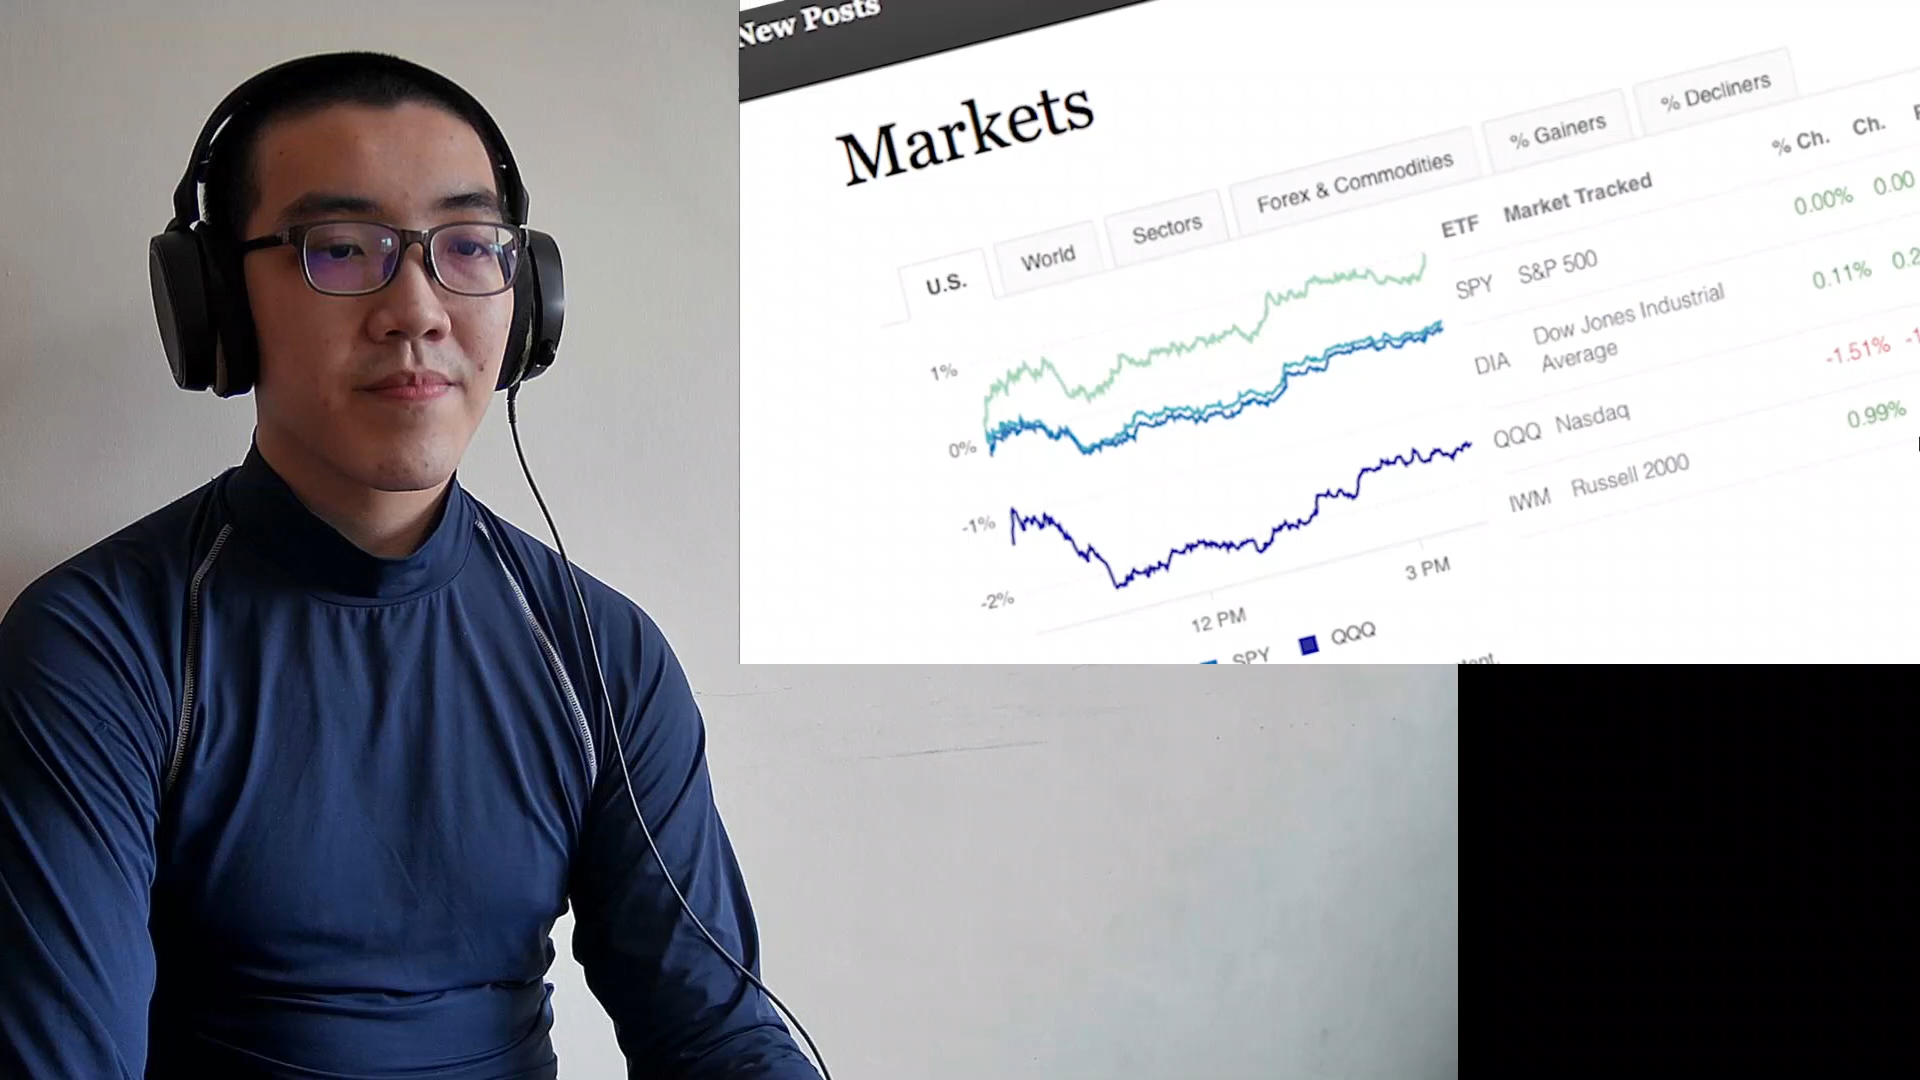 New Posts
Markets
U.S.
World
Sectors
Forex & Commodities
% Gainers
% Decliners
1%
0%
-1%
-2%
12 PM
3 PM
SPY
QQQ
ETF Market Tracked % Ch. Ch.
SPY S&P 500 0.00% 0.00
DIA Dow Jones Industrial
Average 0.11%
QQQ Nasdaq -1.51%
IWM Russell 2000 0.99%